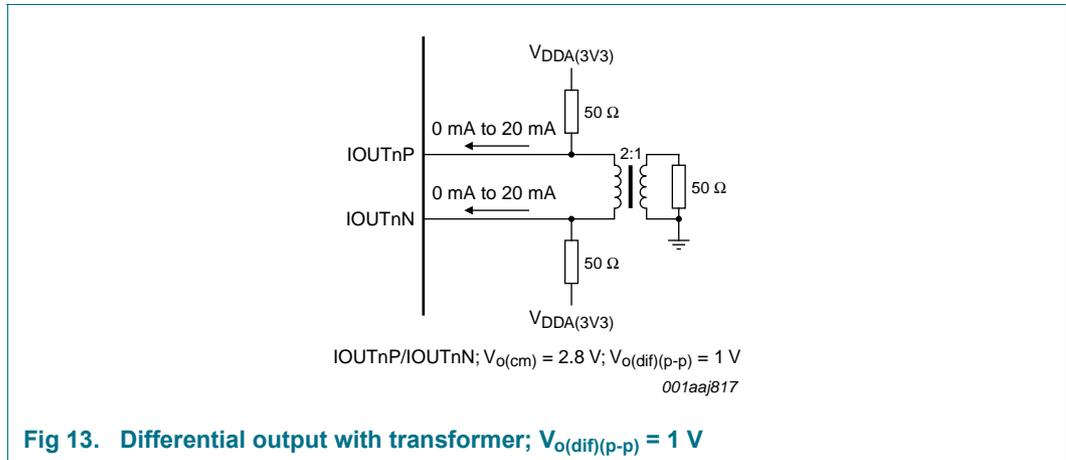 VDDA(3V3)
50 Ω
0 mA to 20 mA
IOUTnP
2:1
50 Ω
0 mA to 20 mA
IOUTnN
50 Ω
VDDA(3V3)
IOUTnP/IOUTnN; Vo(cm) = 2.8 V; Vo(dif)(p-p) = 1 V
001aaj817
Fig 13. Differential output with transformer; Vo(dif)(p-p) = 1 V